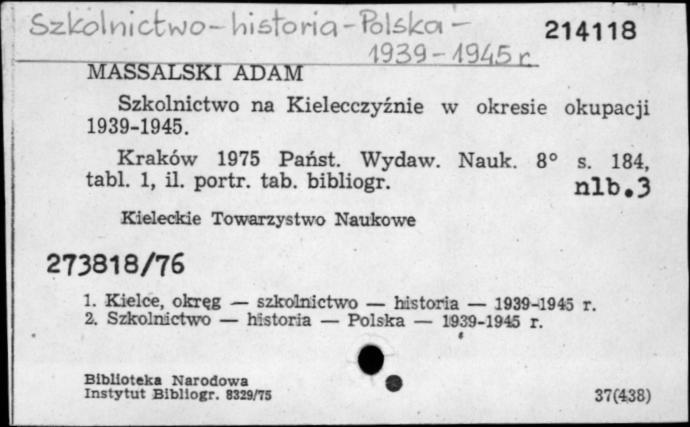 Szkolnictwo - historia - Polska -
1939 - 1945 r.
214118
MASSALSKI ADAM
Szkolnictwo na Kielecczyźnie w okresie okupacji
1939-1945.
Kraków 1975 Państ. Wydaw. Nauk. 8° s. 184,
tabl. 1, il. portr. tab. bibliogr.
nlb.3
Kieleckie Towarzystwo Naukowe
273818/76
1. Kielce, okręg — szkolnictwo — historia — 1939-1945 r.
2. Szkolnictwo — historia — Polska — 1939-1945 r.
Biblioteka Narodowa
Instytut Bibliogr. 8329/75
37(438)